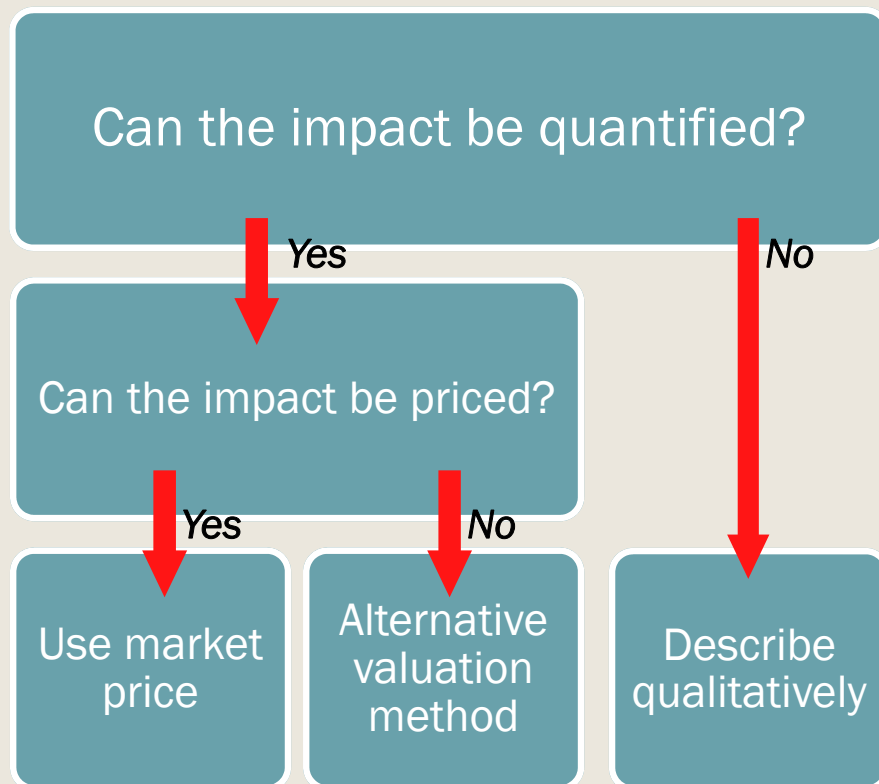 Can the impact be quantified?
Yes
No
Can the impact be priced?
Yes
No
Use market
price
Alternative
valuation
method
Describe
qualitatively